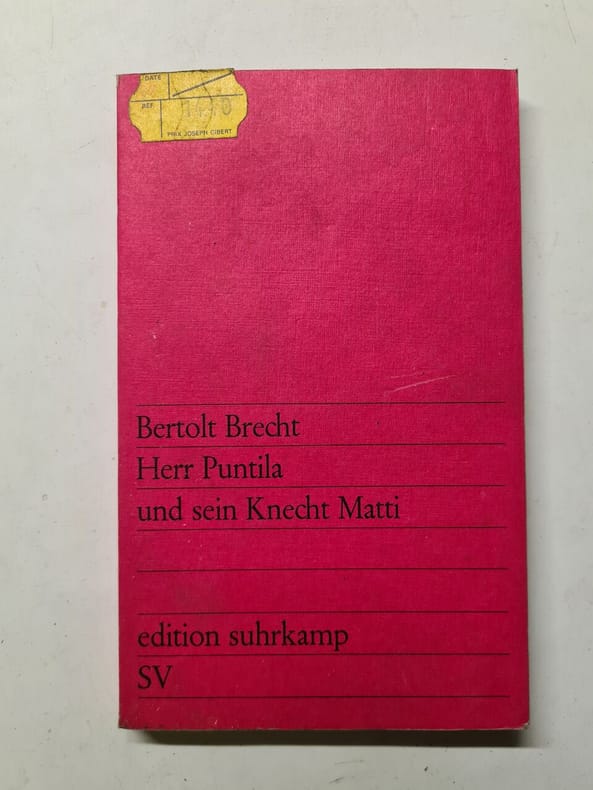 DATE
REF
PRIX JOSEPH GIBERT
Bertolt Brecht
Herr Puntila
und sein Knecht Matti
edition suhrkamp
SV